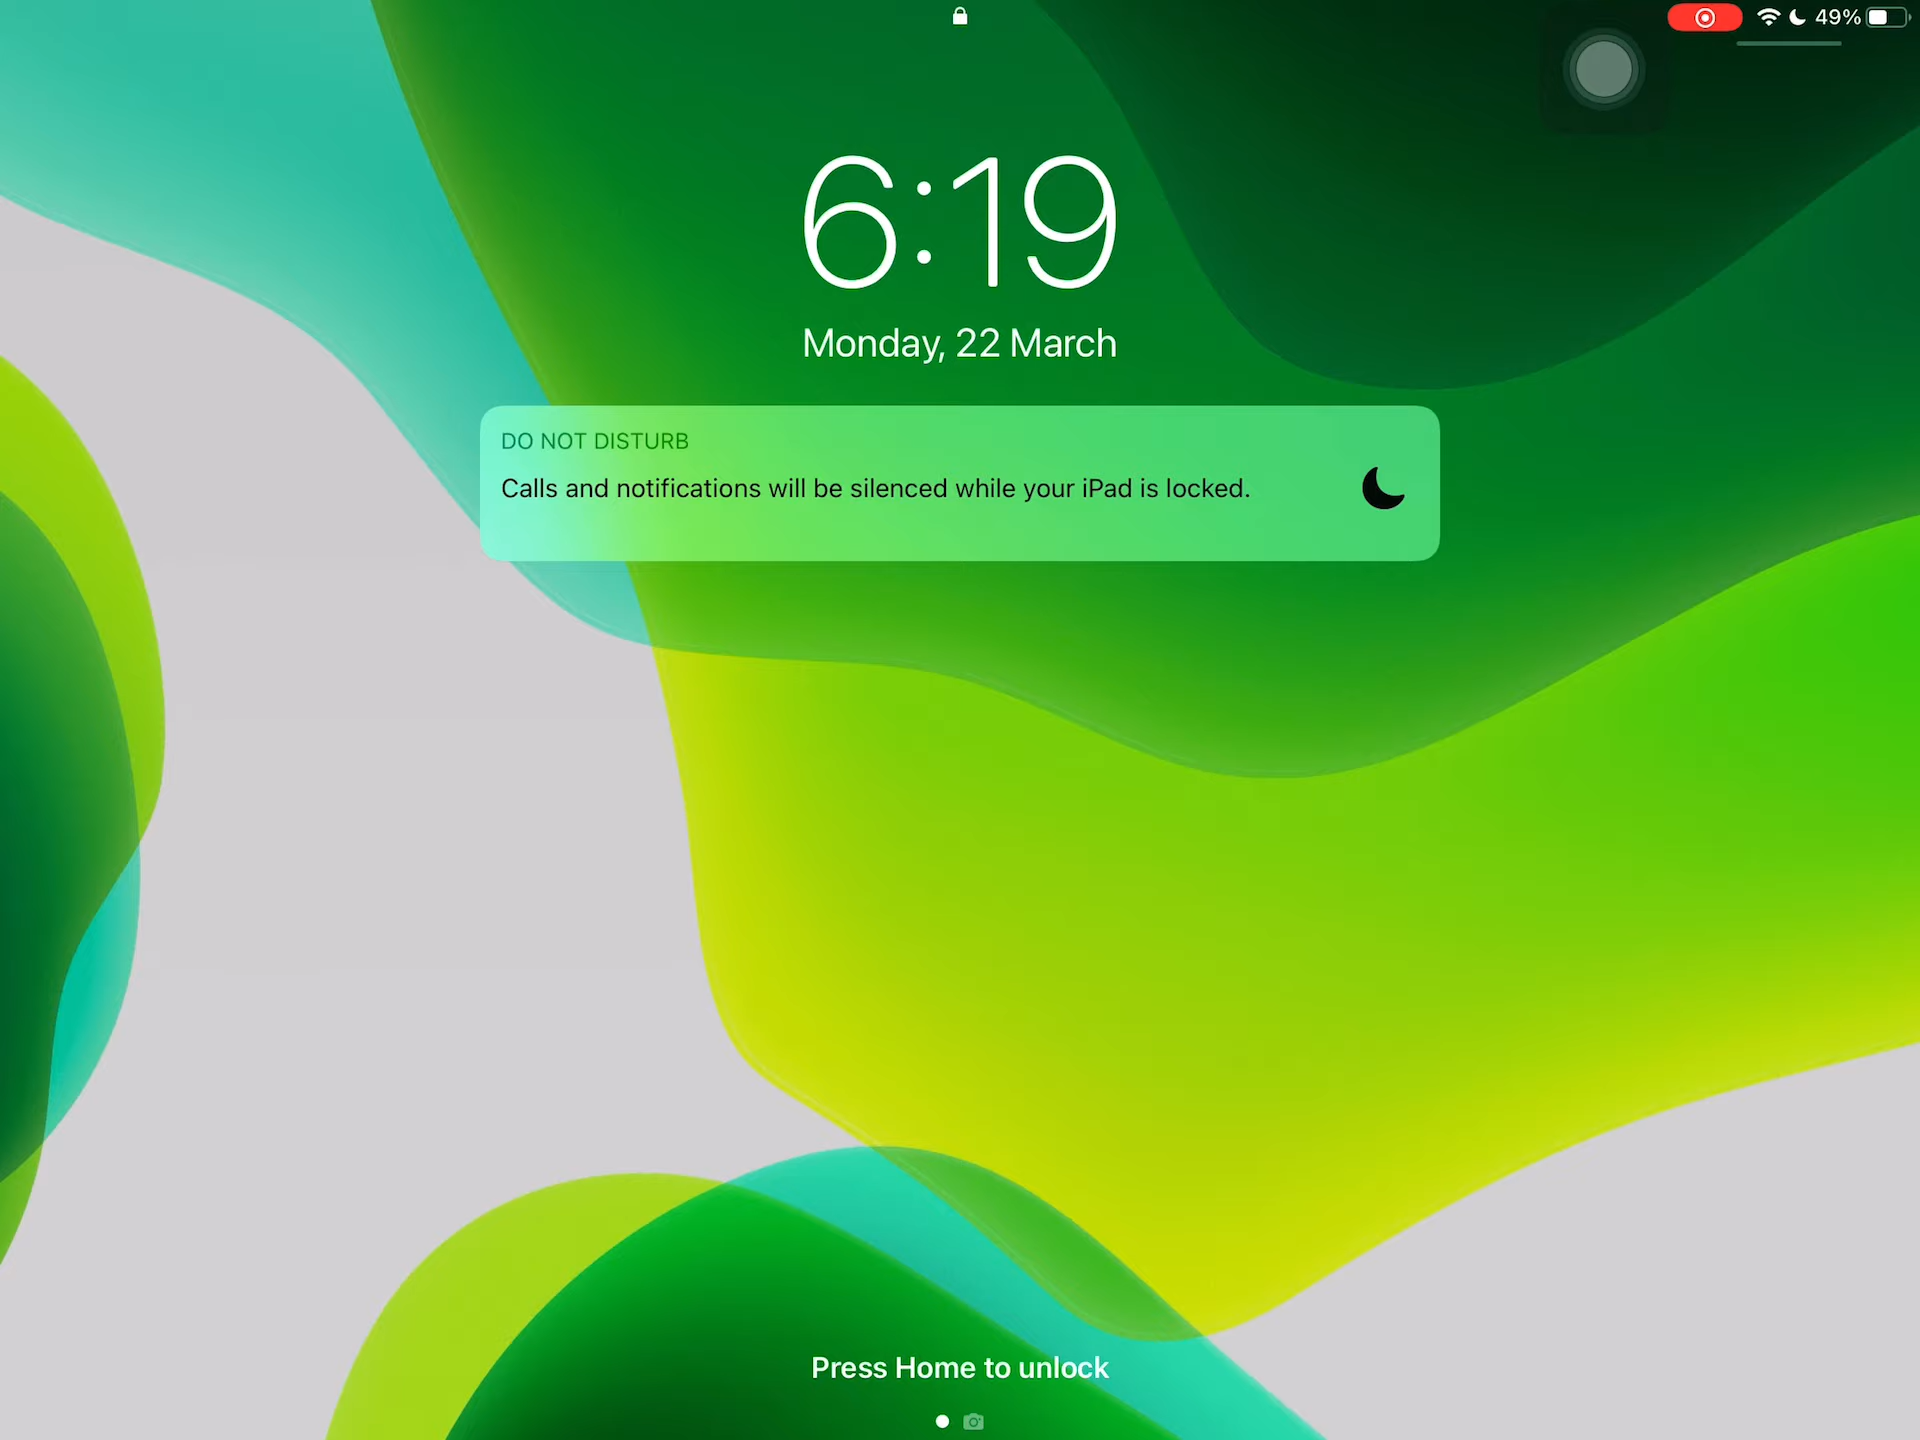 49%
6:19
Monday, 22 March
DO NOT DISTURB
Calls and notifications will be silenced while your iPad is locked.
Press Home to unlock